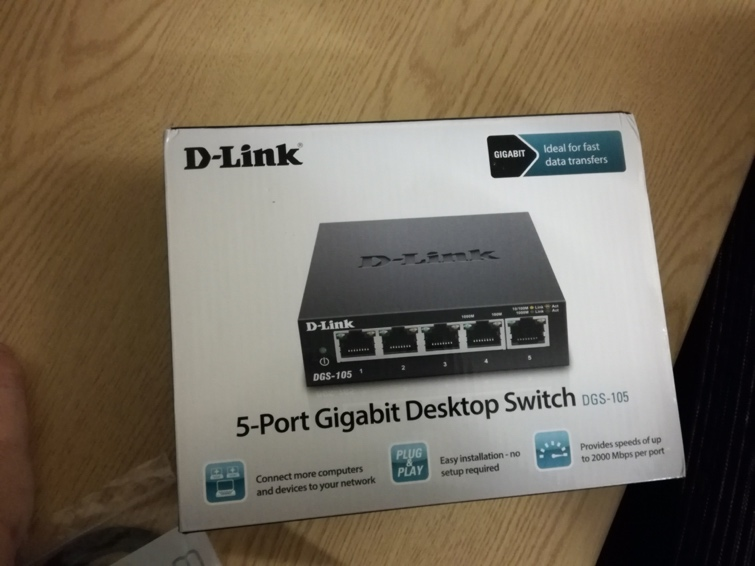 D-Link®
GIGABIT
Ideal for fast
data transfers
D-Link
D-Link
DGS-105
1 2 3 4 5
5-Port Gigabit Desktop Switch DGS-105
Connect more computers
and devices to your network
PLUG
&
PLAY
Easy installation - no
setup required
Provides speeds of up
to 2000 Mbps per port